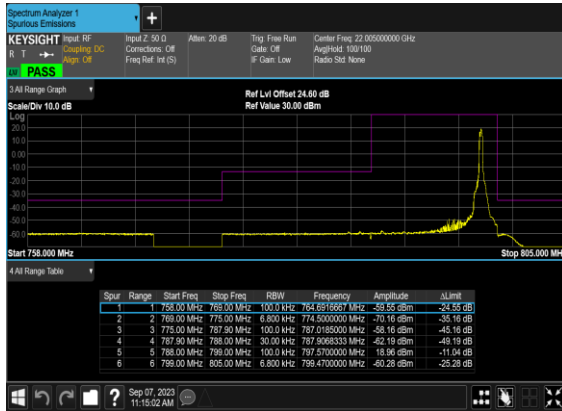 Spectrum Analyzer 1
Spurious Emissions
+
KEYSIGHT Input: RF Input Z: 50 Ω Atten: 20 dB Trig: Free Run Center Freq: 22.005000000 GHz
R T Coupling: DC Corrections: Off Gate: Off Avg|Hold: 100/100
Align: Off Freq Ref: Int (S) IF Gain: Low Radio Std: None
PASS
3 All Range Graph
Ref Lvl Offset 24.60 dB
Scale/Div 10.0 dB Ref Value 30.00 dBm
Log
20.0
10.0
0.00
-10.0
-20.0
-30.0
-40.0
-50.0
-60.0
Start 758.000 MHz Stop 805.000 MH
4 All Range Table
Spur Range Start Freq Stop Freq RBW Frequency Amplitude ΔLimit
1 1 758.00 MHz 769.00 MHz 100.0 kHz 764.6916667 MHz -59.55 dBm -24.55 dB
2 2 769.00 MHz 775.00 MHz 6.800 kHz 774.5000000 MHz -70.16 dBm -35.16 dB
3 3 775.00 MHz 787.90 MHz 100.0 kHz 787.0185000 MHz -58.16 dBm -45.16 dB
4 4 787.90 MHz 788.00 MHz 30.00 kHz 787.9068333 MHz -62.19 dBm -49.19 dB
5 5 788.00 MHz 799.00 MHz 100.0 kHz 797.5700000 MHz 18.96 dBm -11.04 dB
6 6 799.00 MHz 805.00 MHz 6.800 kHz 799.4700000 MHz -60.28 dBm -25.28 dB
? Sep 07, 2023
11:15:02 AM